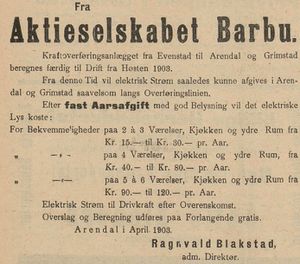 Fra
Aktieselskabet Barbu.
Kraftoverføringsanlægget fra Evenstad til Arendal og Grimstad
beregnes færdig til Drift fra Høsten 1903.
Fra denne Tid vil elektrisk Strøm saaledes kunne afgives i Aren-
dal og Grimstad saavelsom langs Overføringslinien.
Efter fast Aarsafgift med god Belysning vil det elektriske
Lys koste:
For Bekvemmeligheder paa 2 à 3 Værelser, Kjøkken og ydre Rum fra
Kr. 15.— til Kr. 30.— pr. Aar.
„ —„— paa 4 Værelser, Kjøkken og ydre Rum fra
Kr. 40.— til Kr. 80.— pr. Aar.
„ —„— paa 5 à 6 Værelser, Kjøkken og ydre Rum fra
Kr. 90.— til 120.— pr. Aar.
Elektrisk Strøm til Drivkraft efter Overenskomst.
Overslag og Beregning udføres paa Forlangende gratis.
Arendal i April 1903.
Ragnvald Blakstad,
adm. Direktør.